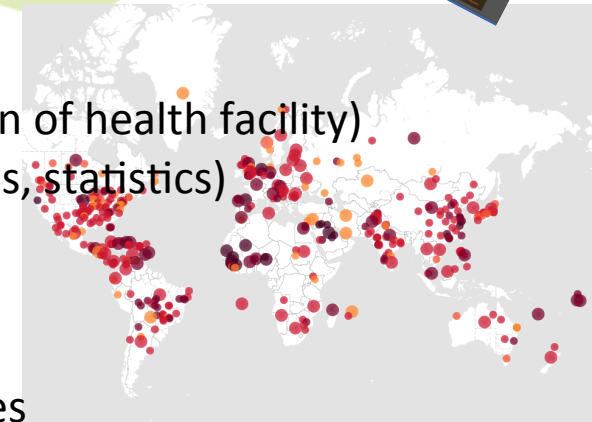 n of health facility)
s, statistics)
es